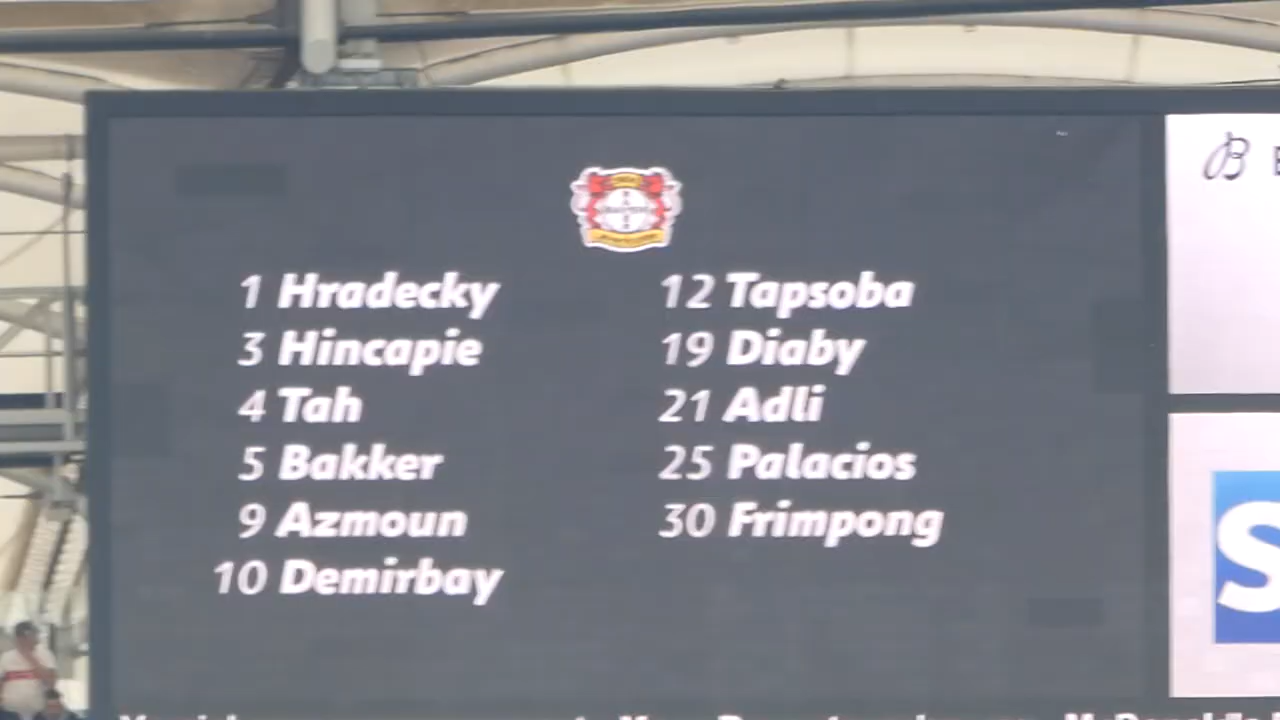 1 Hradecky
3 Hincapie
4 Tah
5 Bakker
9 Azmoun
10 Demirbay
12 Tapsoba
19 Diaby
21 Adli
25 Palacios
30 Frimpong
B
S